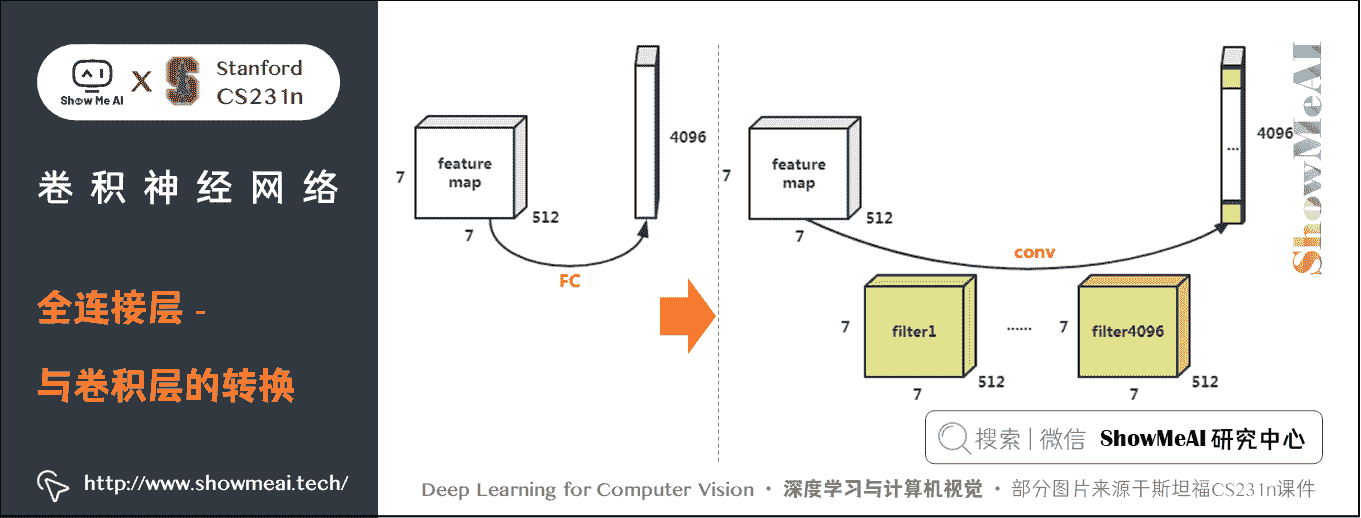 Show Me AI
X
Stanford
CS231n
卷积神经网络
全连接层 -
与卷积层的转换
http://www.showmeai.tech/
feature
map
7
7
512
FC
4096
feature
map
7
7
512
conv
...
4096
filter1
7
7
512
......
filter4096
7
7
512
ShowMeAI
搜索 | 微信 ShowMeAI 研究中心
Deep Learning for Computer Vision · 深度学习与计算机视觉 · 部分图片来源于斯坦福CS231n课件